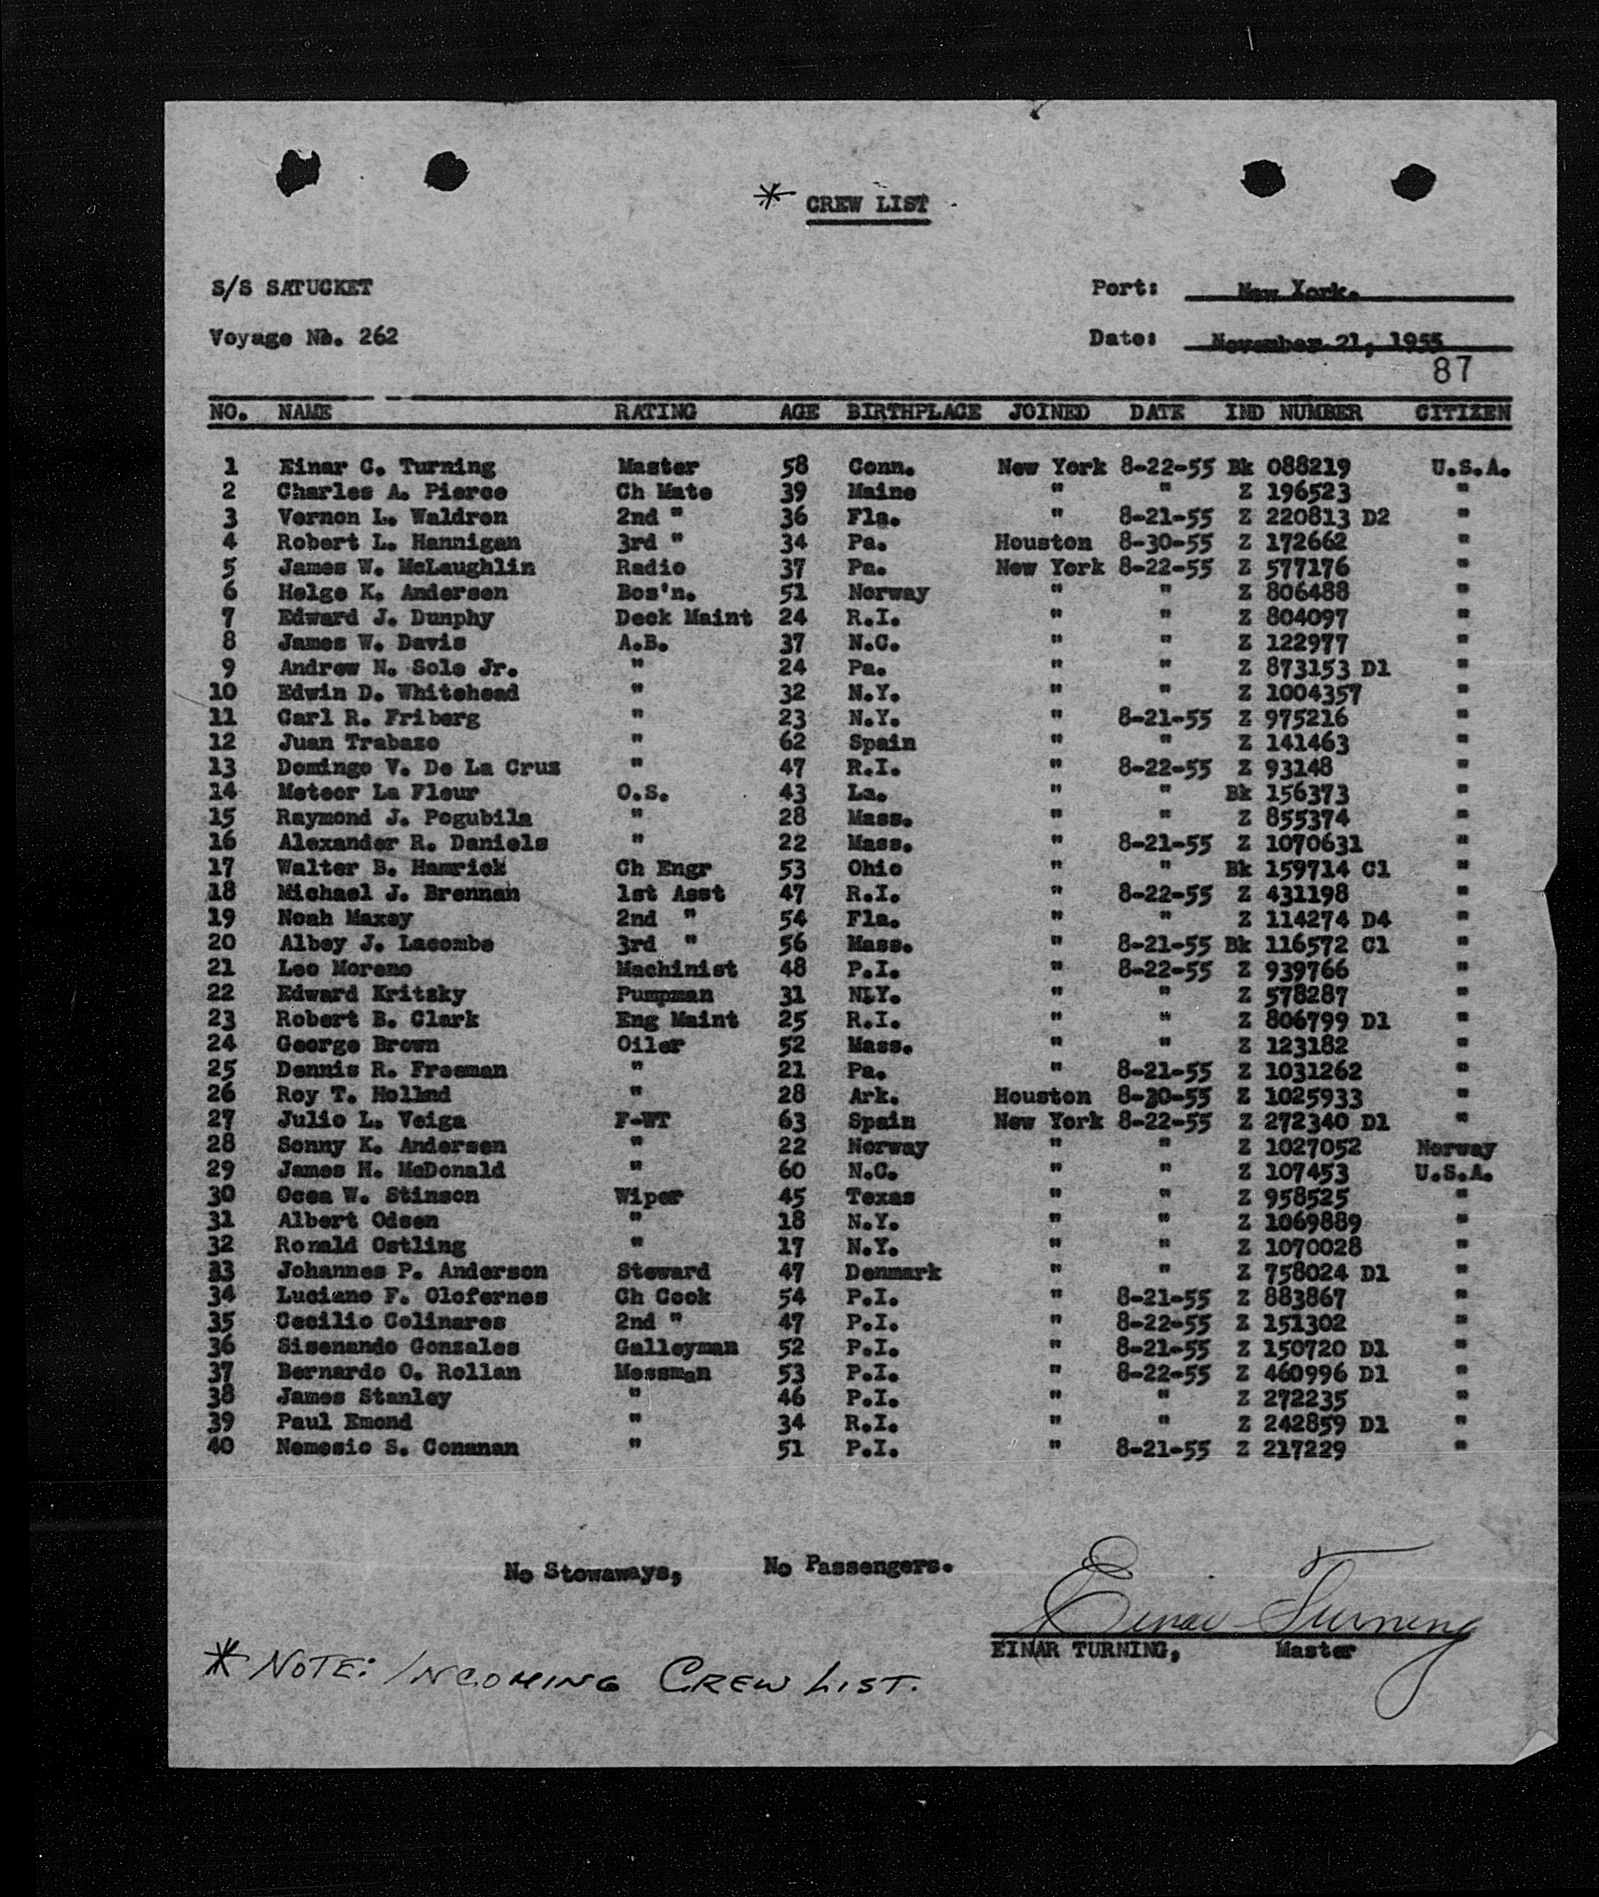 * CREW LIST
S/S SATUCKET Port: New York.
Voyage No. 262 Date: November 21, 1955
87
NO. NAME RATING AGE BIRTHPLACE JOINED DATE IND NUMBER CITIZEN
1 Einar C. Turning Master 58 Conn. New York 8-22-55 Bk 088219 U.S.A.
2 Charles A. Pierce Ch Mate 39 Maine " " Z 196523 "
3 Vernon L. Waldron 2nd " 36 Fla. " 8-21-55 Z 220813 D2 "
4 Robert L. Hannigan 3rd " 34 Pa. Houston 8-30-55 Z 172662 "
5 James W. McLaughlin Radio 37 Pa. New York 8-22-55 Z 577176 "
6 Helge K. Andersen Bos'n. 51 Norway " " Z 806488 "
7 Edward J. Dunphy Deck Maint 24 R.I. " " Z 804097 "
8 James W. Davis A.B. 37 N.C. " " Z 122977 "
9 Andrew N. Sole Jr. " 24 Pa. " " Z 873153 D1 "
10 Edwin D. Whitehead " 32 N.Y. " " Z 1004357 "
11 Carl R. Friberg " 23 N.Y. " 8-21-55 Z 975216 "
12 Juan Trabazo " 62 Spain " " Z 141463 "
13 Domingo V. De La Cruz " 47 R.I. " 8-22-55 Z 93148 "
14 Meteor La Fleur O.S. 43 La. " " Bk 156373 "
15 Raymond J. Pogubila " 28 Mass. " " Z 855374 "
16 Alexander R. Daniels " 22 Mass. " 8-21-55 Z 1070631 "
17 Walter B. Hamrick Ch Engr 53 Ohio " " Bk 159714 C1 "
18 Michael J. Brennan 1st Asst 47 R.I. " 8-22-55 Z 431198 "
19 Noah Maxey 2nd " 54 Fla. " " Z 114274 D4 "
20 Albey J. Lacombe 3rd " 56 Mass. " 8-21-55 Bk 116572 C1 "
21 Leo Moreno Machinist 48 P.I. " 8-22-55 Z 939766 "
22 Edward Kritzky Pumpman 31 N.Y. " " Z 578287 "
23 Robert B. Clark Eng Maint 25 R.I. " " Z 806799 D1 "
24 George Brown Oiler 52 Mass. " " Z 123182 "
25 Dennis R. Freeman " 21 Pa. " 8-21-55 Z 1031262 "
26 Roy T. Hollnd " 28 Ark. Houston 8-30-55 Z 1025933 "
27 Julio L. Veiga F-WT 63 Spain New York 8-22-55 Z 272340 D1 "
28 Sonny K. Andersen " 22 Norway " " Z 1027052 Norway
29 James H. McDonald " 60 N.C. " " Z 107453 U.S.A.
30 Ocea W. Stinson Wiper 45 Texas " " Z 958525 "
31 Albert Odsen " 18 N.Y. " " Z 1069889 "
32 Ronald Ostling " 17 N.Y. " " Z 1070028 "
33 Johannes P. Anderson Steward 47 Denmark " " Z 758024 D1 "
34 Luciano F. Olofernes Ch Cook 54 P.I. " 8-21-55 Z 883867 "
35 Cecilio Colinares 2nd " 47 P.I. " 8-22-55 Z 151302 "
36 Sisenando Gonzales Galleyman 52 P.I. " 8-21-55 Z 150720 D1 "
37 Bernardo O. Rollan Messman 53 P.I. " 8-22-55 Z 460996 D1 "
38 James Stanley " 46 P.I. " " Z 272235 "
39 Paul Emond " 34 R.I. " " Z 242859 D1 "
40 Nemesio S. Conanan " 51 P.I. " 8-21-55 Z 217229 "
No Stowaways, No Passengers.
Einar Turning
EINAR TURNING, Master
* NOTE: INCOMING CREW LIST.